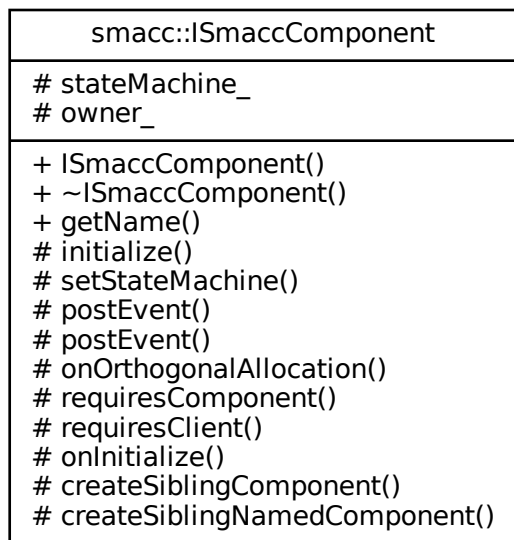 smacc::ISmaccComponent
# stateMachine_
# owner_
+ ISmaccComponent()
+ ~ISmaccComponent()
+ getName()
# initialize()
# setStateMachine()
# postEvent()
# postEvent()
# onOrthogonalAllocation()
# requiresComponent()
# requiresClient()
# onInitialize()
# createSiblingComponent()
# createSiblingNamedComponent()